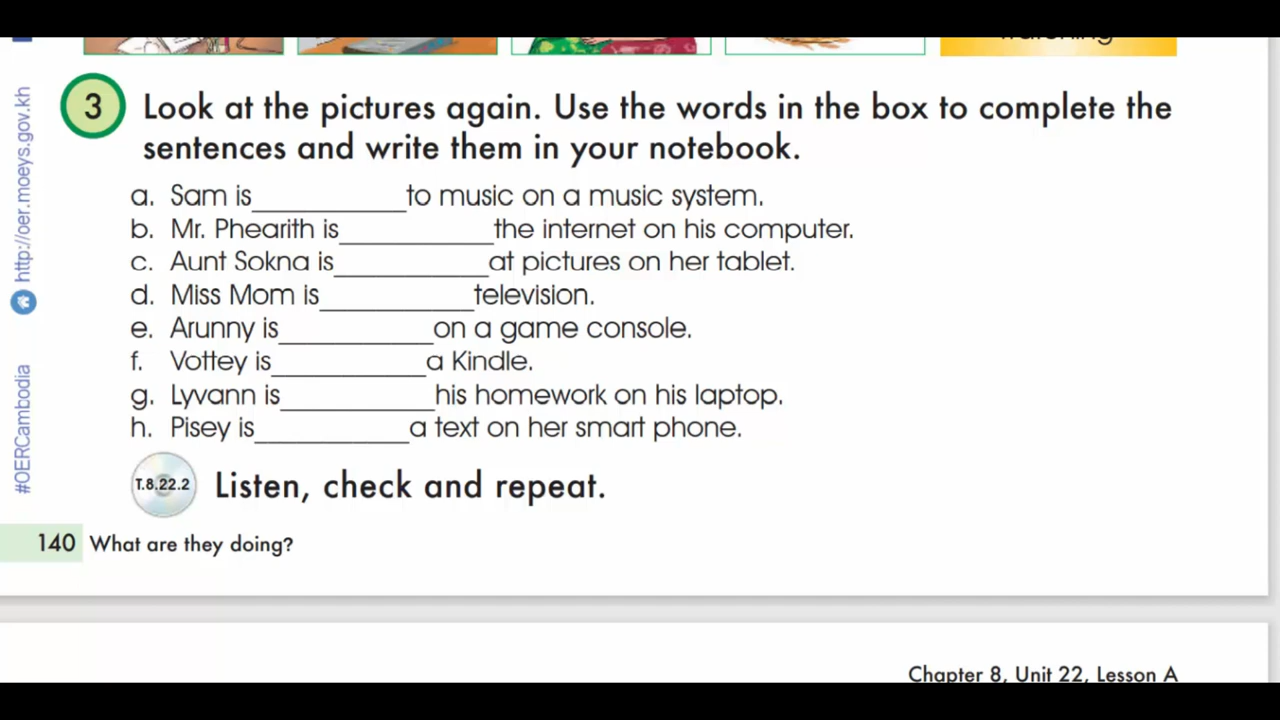 3 Look at the pictures again. Use the words in the box to complete the
sentences and write them in your notebook.
a. Sam is___________to music on a music system.
b. Mr. Phearith is___________the internet on his computer.
c. Aunt Sokna is___________at pictures on her tablet.
d. Miss Mom is___________television.
e. Arunny is___________on a game console.
f. Vottey is___________a Kindle.
g. Lyvann is___________his homework on his laptop.
h. Pisey is___________a text on her smart phone.
T.8.22.2 Listen, check and repeat.
140 What are they doing?
http://oer.moeys.gov.kh
#OERCambodia
Chapter 8, Unit 22, Lesson A